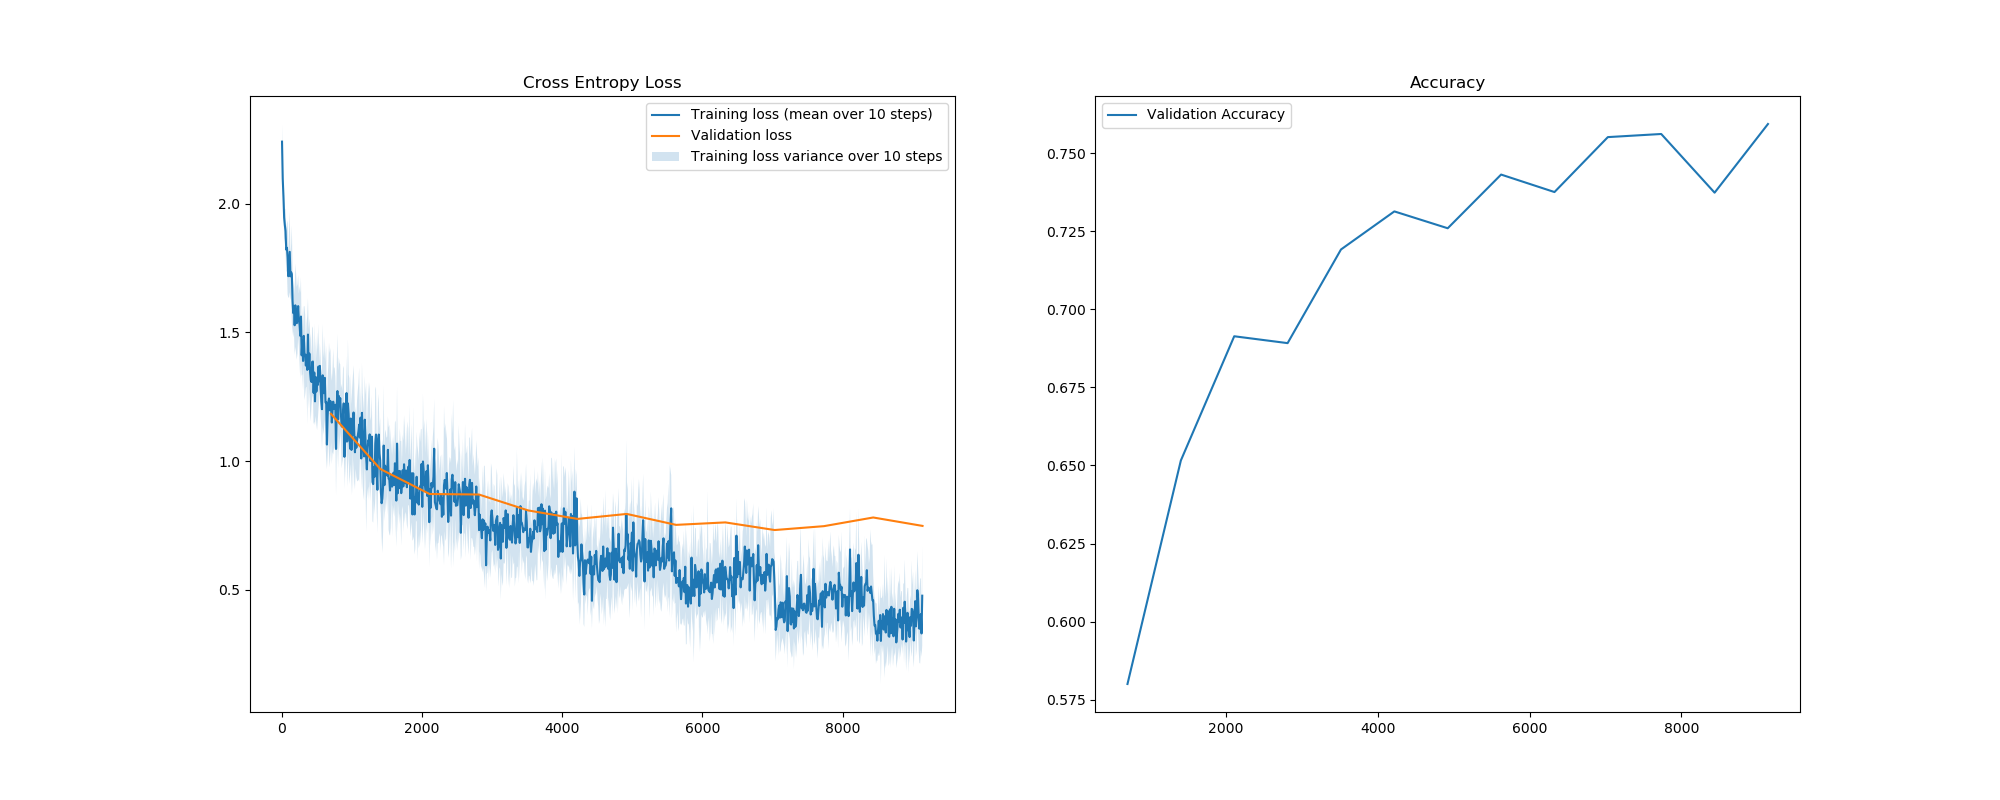 Cross Entropy Loss
Training loss (mean over 10 steps)
Validation loss
Training loss variance over 10 steps
2.0
1.5
1.0
0.5
0 2000 4000 6000 8000
Accuracy
Validation Accuracy
0.750
0.725
0.700
0.675
0.650
0.625
0.600
0.575
2000 4000 6000 8000